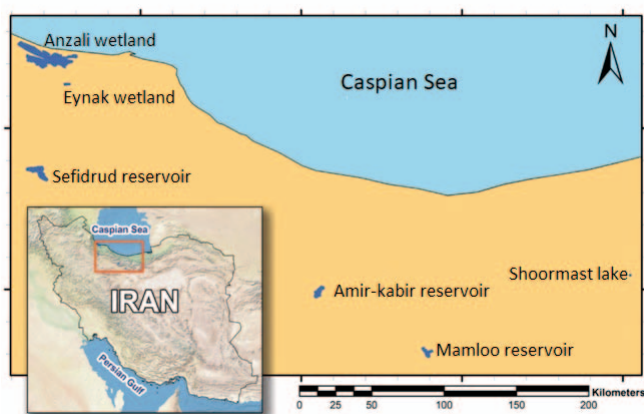 Anzali wetland
N
Caspian Sea
Eynak wetland
Sefidrud reservoir
Caspian Sea
IRAN
Persian Gulf
Shoormast lake
Amir-kabir reservoir
Mamloo reservoir
Kilometers
0 25 50 100 150 200